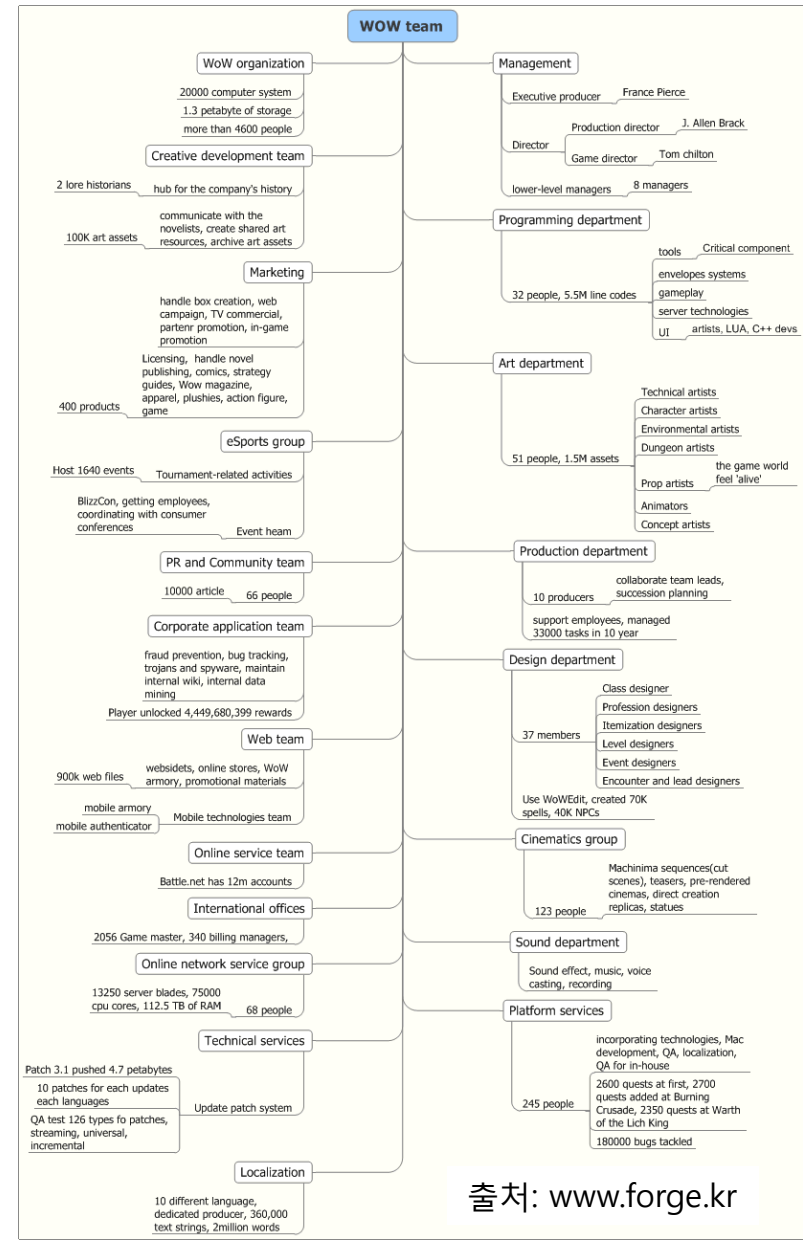 WOW team
WoW organization
20000 computer system
1.3 petabyte of storage
more than 4600 people
Creative development team
2 lore historians
hub for the company's history
100K art assets
communicate with the
novelists, create shared art
resources, archive art assets
Marketing
handle box creation, web
campaign, TV commercial,
partenr promotion, in-game
promotion
400 products
Licensing, handle novel
publishing, comics, strategy
guides, Wow magazine,
apparel, plushies, action figure,
game
eSports group
Host 1640 events
Tournament-related activities
BlizzCon, getting employees,
coordinating with consumer
conferences
Event heam
PR and Community team
10000 article
66 people
Corporate application team
fraud prevention, bug tracking,
trojans and spyware, maintain
internal wiki, internal data
mining
Player unlocked 4,449,680,399 rewards
Web team
900k web files
websidets, online stores, WoW
armory, promotional materials
mobile armory
mobile authenticator
Mobile technologies team
Online service team
Battle.net has 12m accounts
International offices
2056 Game master, 340 billing managers,
Online network service group
13250 server blades, 75000
cpu cores, 112.5 TB of RAM
68 people
Technical services
Patch 3.1 pushed 4.7 petabytes
10 patches for each updates
each languages
QA test 126 types fo patches,
streaming, universal,
incremental
Update patch system
Localization
10 different language,
dedicated producer, 360,000
text strings, 2million words
Management
Executive producer
France Pierce
Director
Production director
J. Allen Brack
Game director
Tom chilton
lower-level managers
8 managers
Programming department
32 people, 5.5M line codes
tools
Critical component
envelopes systems
gameplay
server technologies
UI
artists, LUA, C++ devs
Art department
51 people, 1.5M assets
Technical artists
Character artists
Environmental artists
Dungeon artists
Prop artists
the game world
feel 'alive'
Animators
Concept artists
Production department
10 producers
collaborate team leads,
succession planning
support employees, managed
33000 tasks in 10 year
Design department
37 members
Class designer
Profession designers
Itemization designers
Level designers
Event designers
Encounter and lead designers
Use WoWEdit, created 70K
spells, 40K NPCs
Cinematics group
123 people
Machinima sequences(cut
scenes), teasers, pre-rendered
cinemas, direct creation
replicas, statues
Sound department
Sound effect, music, voice
casting, recording
Platform services
245 people
incorporating technologies, Mac
development, QA, localization,
QA for in-house
2600 quests at first, 2700
quests added at Burning
Crusade, 2350 quests at Warth
of the Lich King
180000 bugs tackled
출처: www.forge.kr